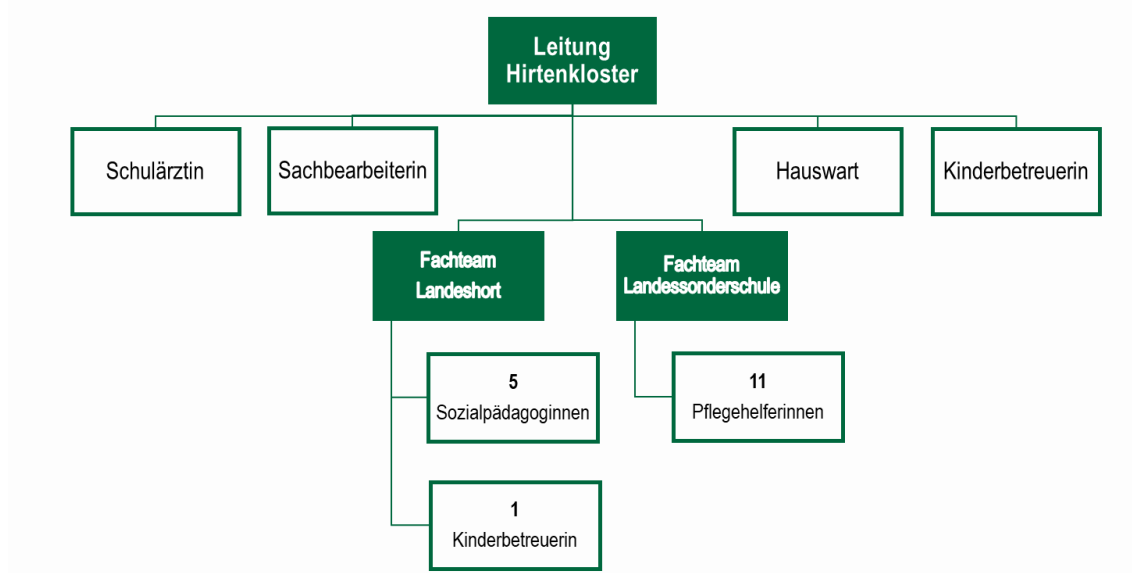 Leitung
Hirtenkloster
Schulärztin
Sachbearbeiterin
Hauswart
Kinderbetreuerin
Fachteam
Landeshort
Fachteam
Landessonderschule
5
Sozialpädagoginnen
11
Pflegehelferinnen
1
Kinderbetreuerin